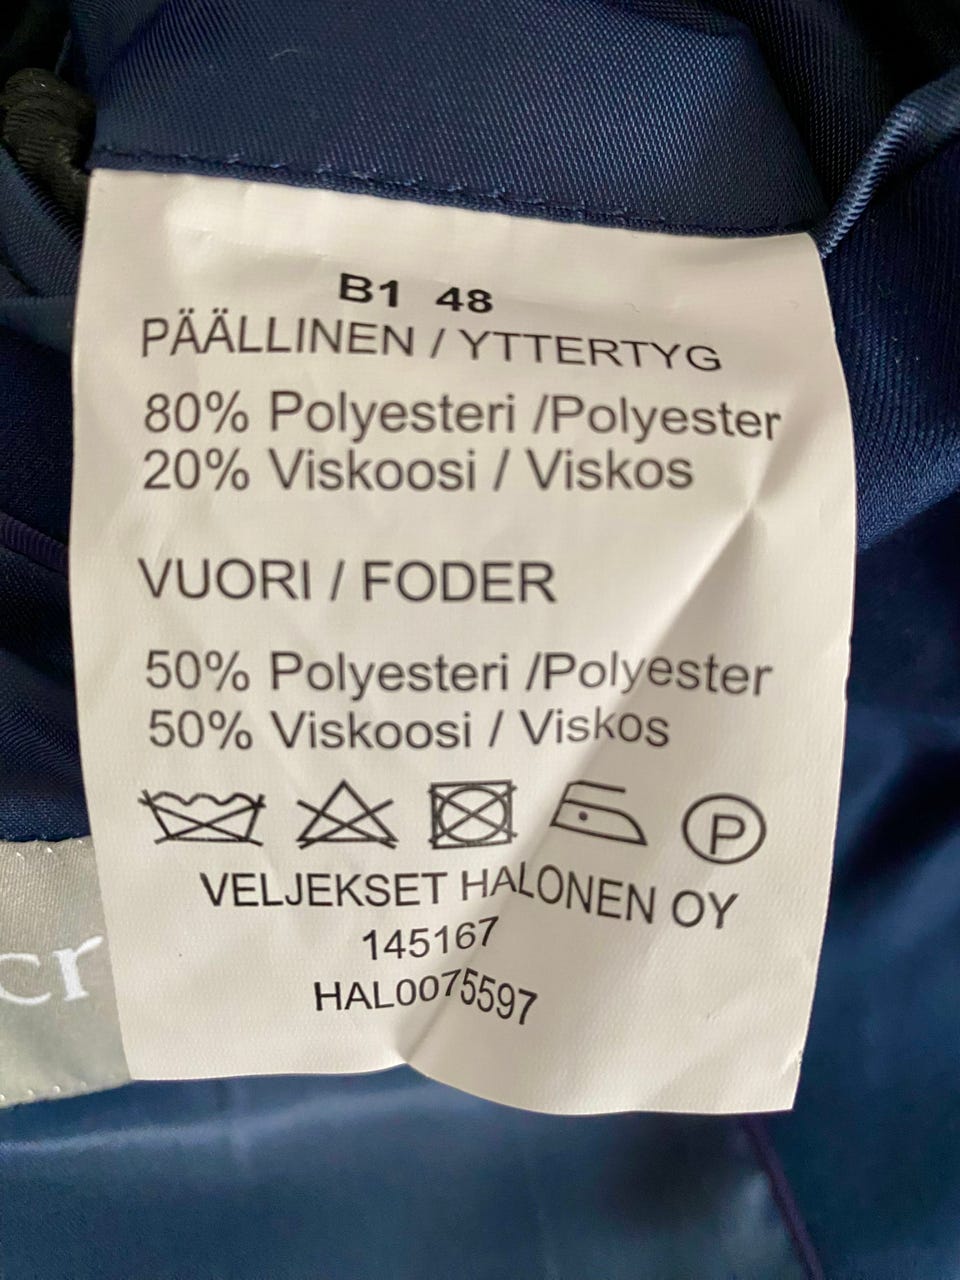 B1 48
PÄÄLLINEN / YTTERTYG
80% Polyesteri /Polyester
20% Viskoosi / Viskos
VUORI / FODER
50% Polyesteri /Polyester
50% Viskoosi / Viskos
P
VELJEKSET HALONEN OY
145167
HAL0075597
cr